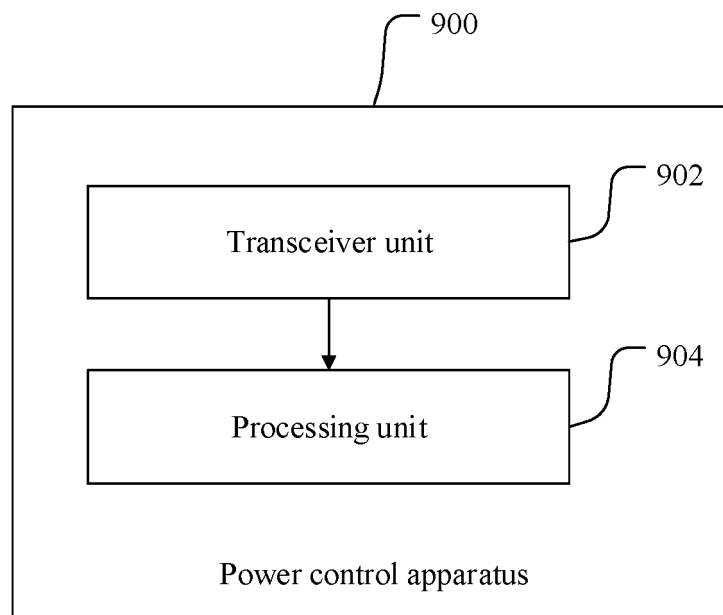 900
902
Transceiver unit
904
Processing unit
Power control apparatus